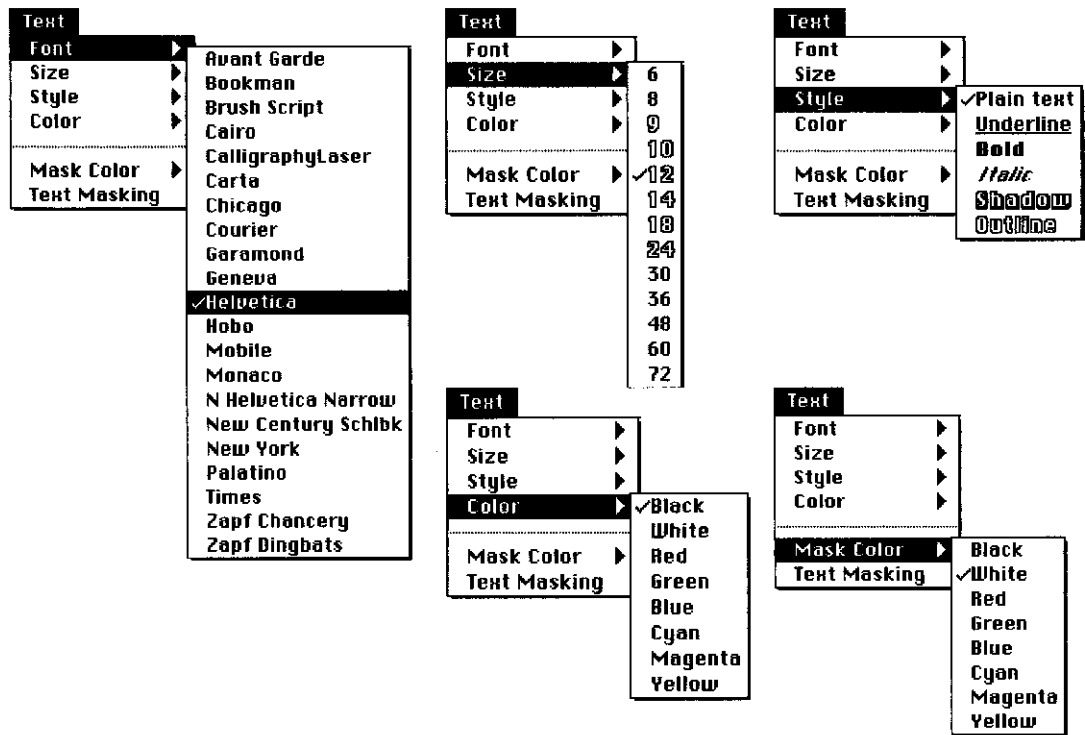 Text
Font
Size
Style
Color
Mask Color
Text Masking
Avant Garde
Bookman
Brush Script
Cairo
CalligraphyLaser
Carta
Chicago
Courier
Garamond
Geneva
✓Helvetica
Hobo
Mobile
Monaco
N Helvetica Narrow
New Century Schlbk
New York
Palatino
Times
Zapf Chancery
Zapf Dingbats
Text
Font
Size
Style
Color
Mask Color
Text Masking
6
8
9
10
✓12
14
18
24
30
36
48
60
72
Text
Font
Size
Style
Color
Mask Color
Text Masking
✓Plain text
Underline
Bold
Italic
Shadow
Outline
Text
Font
Size
Style
Color
Mask Color
Text Masking
✓Black
White
Red
Green
Blue
Cyan
Magenta
Yellow
Text
Font
Size
Style
Color
Mask Color
Text Masking
Black
✓White
Red
Green
Blue
Cyan
Magenta
Yellow